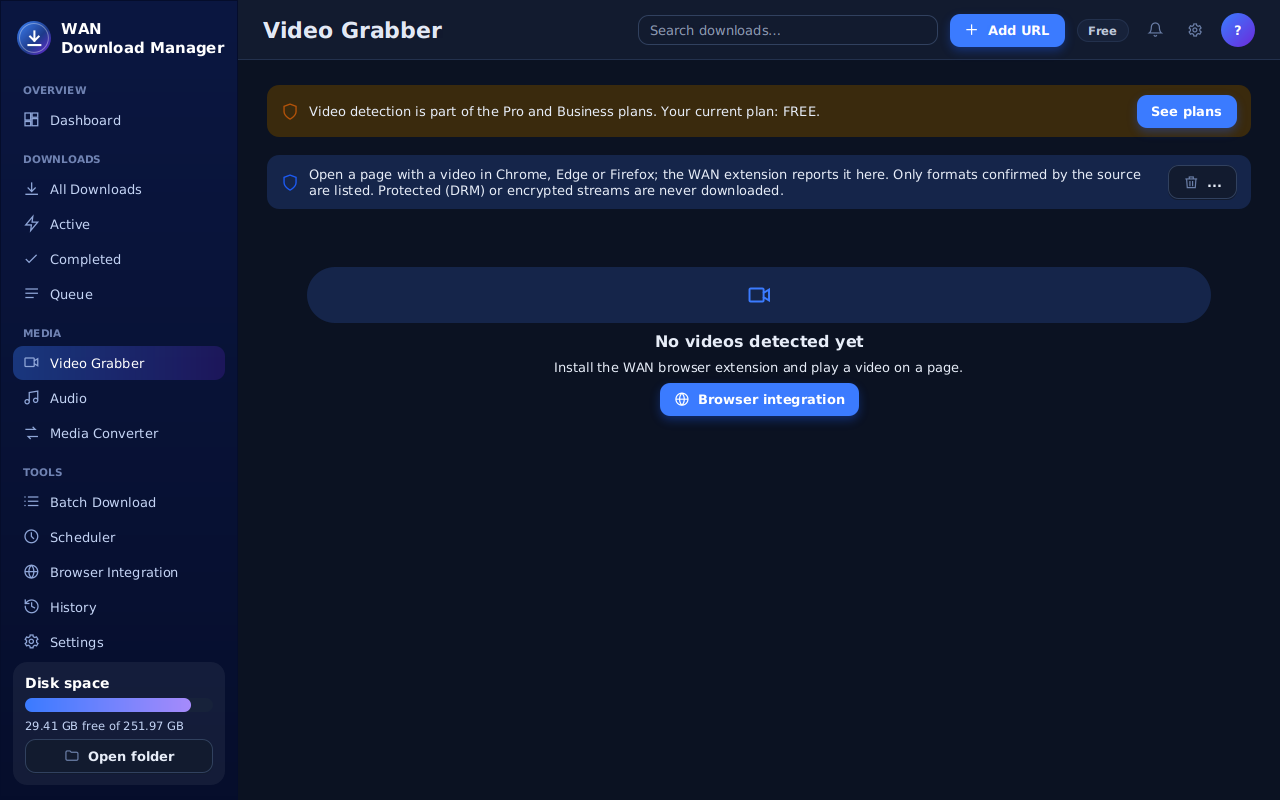 WAN
Download Manager
OVERVIEW
Dashboard
DOWNLOADS
All Downloads
Active
Completed
Queue
MEDIA
Video Grabber
Audio
Media Converter
TOOLS
Batch Download
Scheduler
Browser Integration
History
Settings
Disk space
29.41 GB free of 251.97 GB
Open folder
Video Grabber
Search downloads...
Add URL
Free
?
Video detection is part of the Pro and Business plans. Your current plan: FREE.
See plans
Open a page with a video in Chrome, Edge or Firefox; the WAN extension reports it here. Only formats confirmed by the source
are listed. Protected (DRM) or encrypted streams are never downloaded.
...
No videos detected yet
Install the WAN browser extension and play a video on a page.
Browser integration